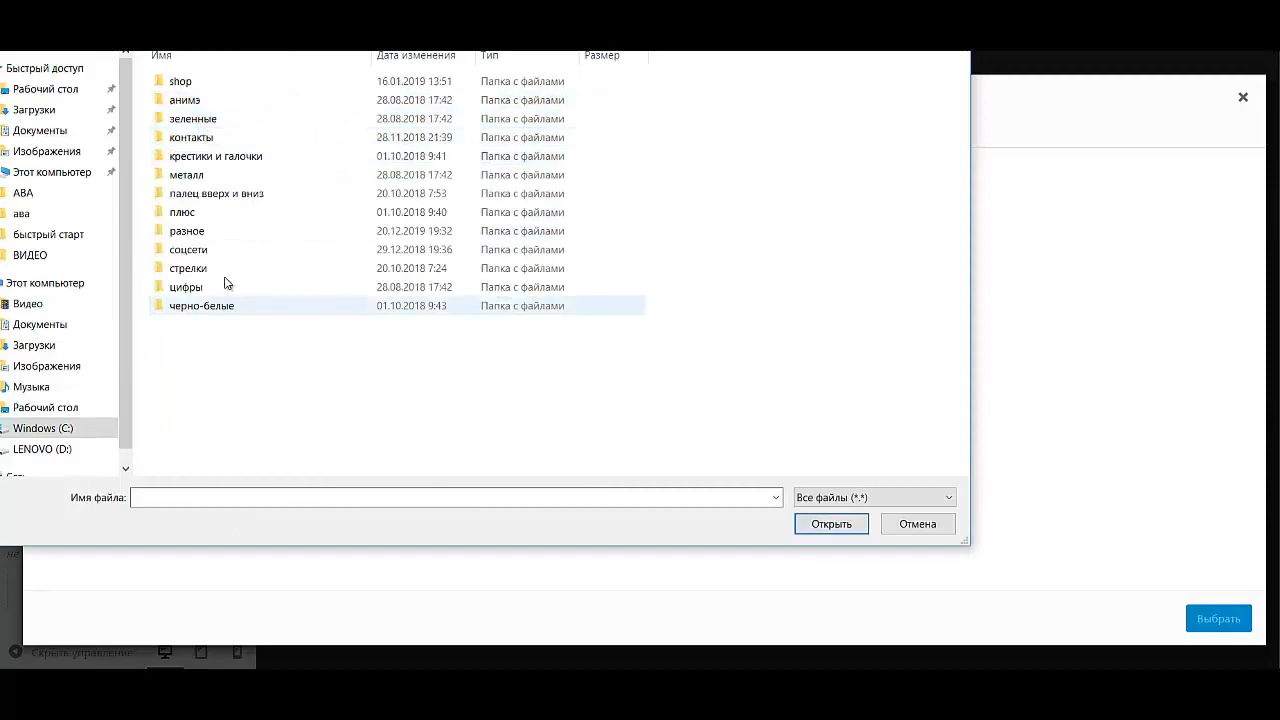 Имя Дата изменения Тип Размер
Быстрый доступ
Рабочий стол
Загрузки
Документы
Изображения
Этот компьютер
ABA
ава
быстрый старт
ВИДЕО
Этот компьютер
Видео
Документы
Загрузки
Изображения
Музыка
Рабочий стол
Windows (C:)
LENOVO (D:)
shop 16.01.2019 13:51 Папка с файлами
анимэ 28.08.2018 17:42 Папка с файлами
зеленные 28.08.2018 17:42 Папка с файлами
контакты 28.11.2018 21:39 Папка с файлами
крестики и галочки 01.10.2018 9:41 Папка с файлами
металл 28.08.2018 17:42 Папка с файлами
палец вверх и вниз 20.10.2018 7:53 Папка с файлами
плюс 01.10.2018 9:40 Папка с файлами
разное 20.12.2019 19:32 Папка с файлами
соцсети 29.12.2018 19:36 Папка с файлами
стрелки 20.10.2018 7:24 Папка с файлами
цифры 28.08.2018 17:42 Папка с файлами
черно-белые 01.10.2018 9:43 Папка с файлами
Имя файла: Все файлы (*.*)
Открыть Отмена
не
Выбрать
Скрыть управление